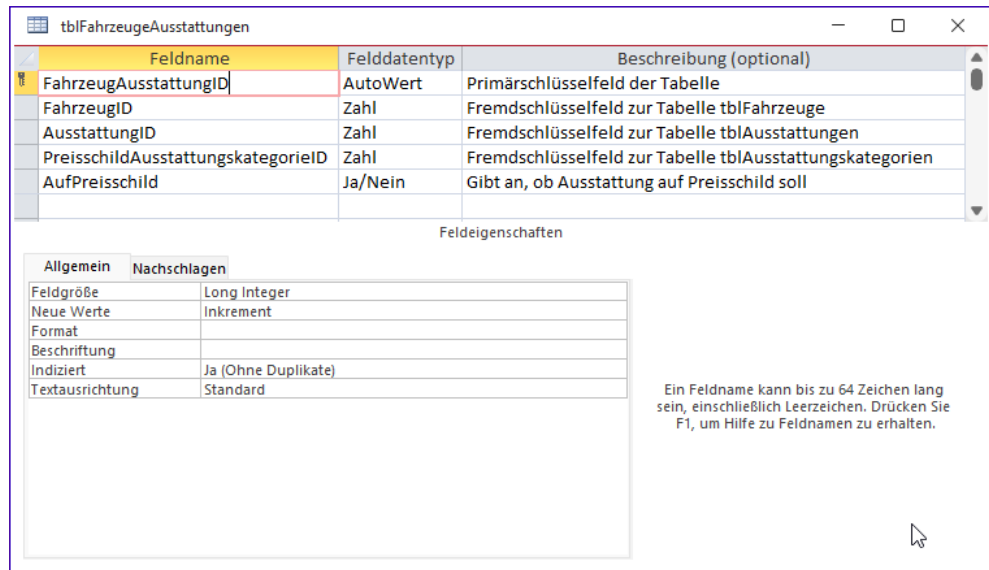 tblFahrzeugeAusstattungen
Feldname Felddatentyp Beschreibung (optional)
FahrzeugAusstattungID AutoWert Primärschlüsselfeld der Tabelle
FahrzeugID Zahl Fremdschlüsselfeld zur Tabelle tblFahrzeuge
AusstattungID Zahl Fremdschlüsselfeld zur Tabelle tblAusstattungen
PreisschildAusstattungskategorieID Zahl Fremdschlüsselfeld zur Tabelle tblAusstattungskategorien
AufPreisschild Ja/Nein Gibt an, ob Ausstattung auf Preisschild soll
Feldeigenschaften
Allgemein Nachschlagen
Feldgröße Long Integer
Neue Werte Inkrement
Format
Beschriftung
Indiziert Ja (Ohne Duplikate)
Textausrichtung Standard
Ein Feldname kann bis zu 64 Zeichen lang
sein, einschließlich Leerzeichen. Drücken Sie
F1, um Hilfe zu Feldnamen zu erhalten.